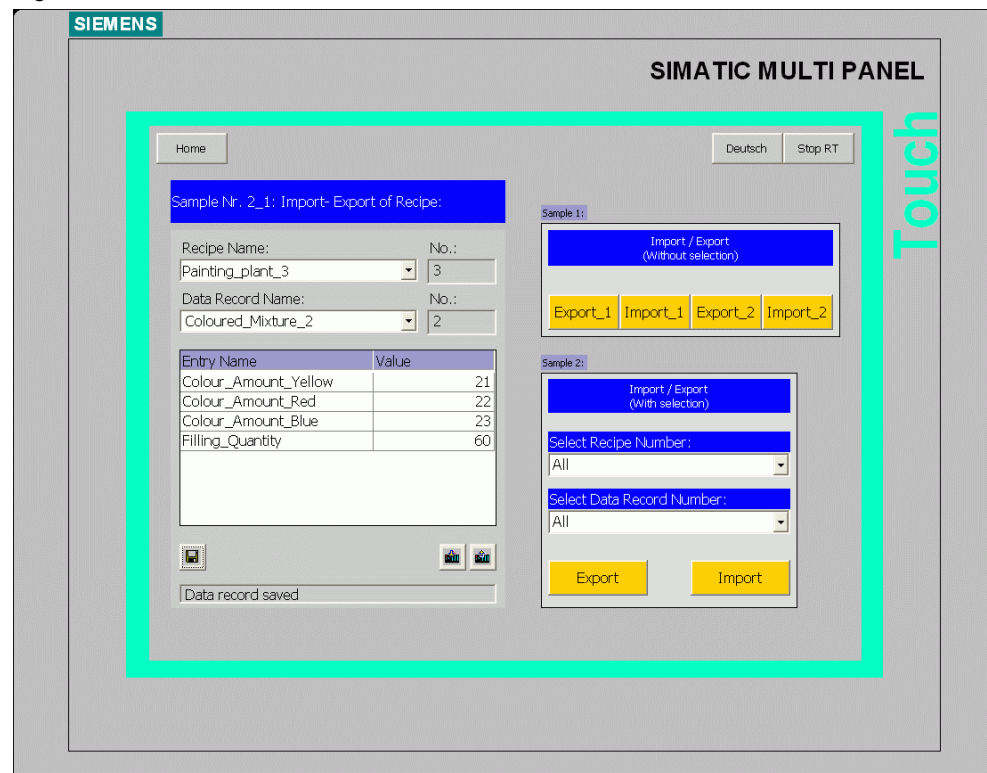 SIEMENS
SIMATIC MULTI PANEL
Touch
Home
Deutsch
Stop RT
Sample Nr. 2_1: Import- Export of Recipe:
Recipe Name:
No.:
Painting_plant_3
3
Data Record Name:
No.:
Coloured_Mixture_2
2
Entry Name
Value
Colour_Amount_Yellow
21
Colour_Amount_Red
22
Colour_Amount_Blue
23
Filling_Quantity
60
Data record saved
Sample 1:
Import / Export
(Without selection)
Export_1
Import_1
Export_2
Import_2
Sample 2:
Import / Export
(With selection)
Select Recipe Number:
All
Select Data Record Number:
All
Export
Import